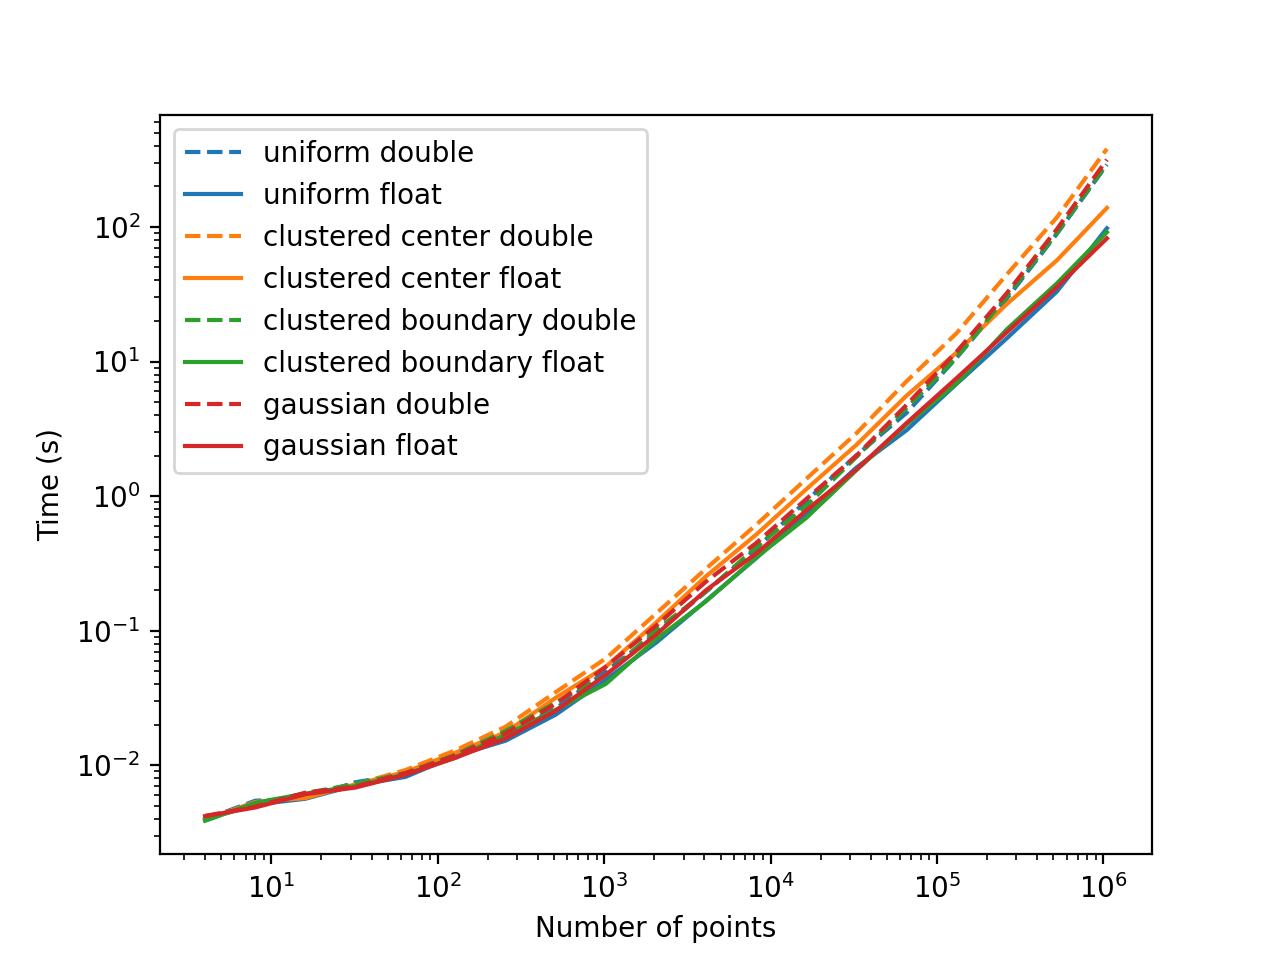 uniform double
uniform float
clustered center double
clustered center float
clustered boundary double
clustered boundary float
gaussian double
gaussian float
10²
10¹
10⁰
10⁻¹
10⁻²
Time (s)
10¹ 10² 10³ 10⁴ 10⁵ 10⁶
Number of points